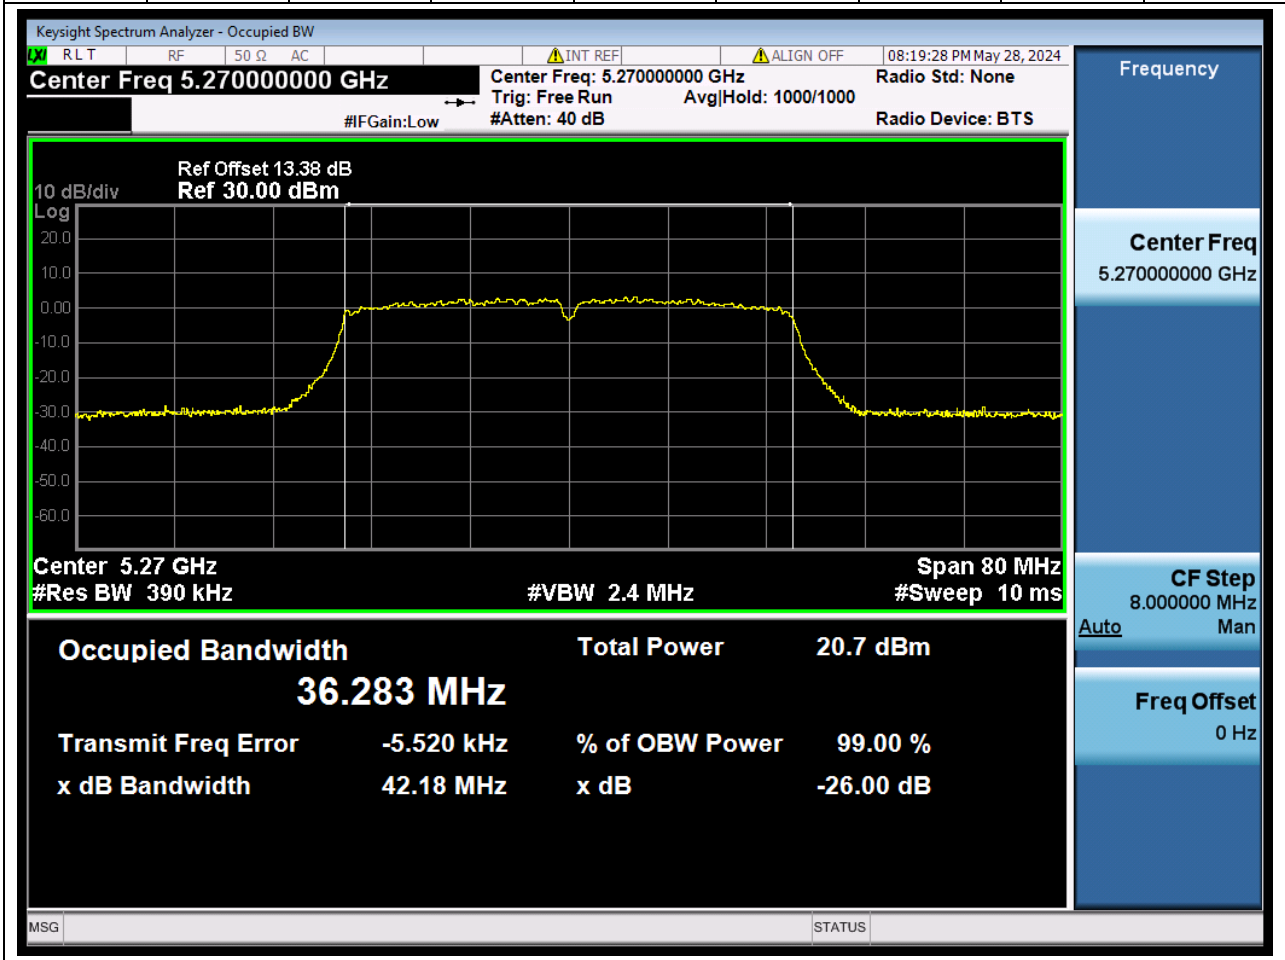 Keysight Spectrum Analyzer - Occupied BW
LXI RLT RF 50 Ω AC INT REF ALIGN OFF 08:19:28 PM May 28, 2024
Center Freq 5.270000000 GHz
Center Freq: 5.270000000 GHz
Radio Std: None
Trig: Free Run Avg|Hold: 1000/1000
#IFGain:Low
#Atten: 40 dB
Radio Device: BTS
Ref Offset 13.38 dB
10 dB/div Ref 30.00 dBm
Log
20.0
10.0
0.00
-10.0
-20.0
-30.0
-40.0
-50.0
-60.0
Center 5.27 GHz Span 80 MHz
#Res BW 390 kHz #VBW 2.4 MHz #Sweep 10 ms
Occupied Bandwidth Total Power 20.7 dBm
36.283 MHz
Transmit Freq Error -5.520 kHz % of OBW Power 99.00 %
x dB Bandwidth 42.18 MHz x dB -26.00 dB
Frequency
Center Freq
5.270000000 GHz
CF Step
8.000000 MHz
Auto Man
Freq Offset
0 Hz
MSG STATUS